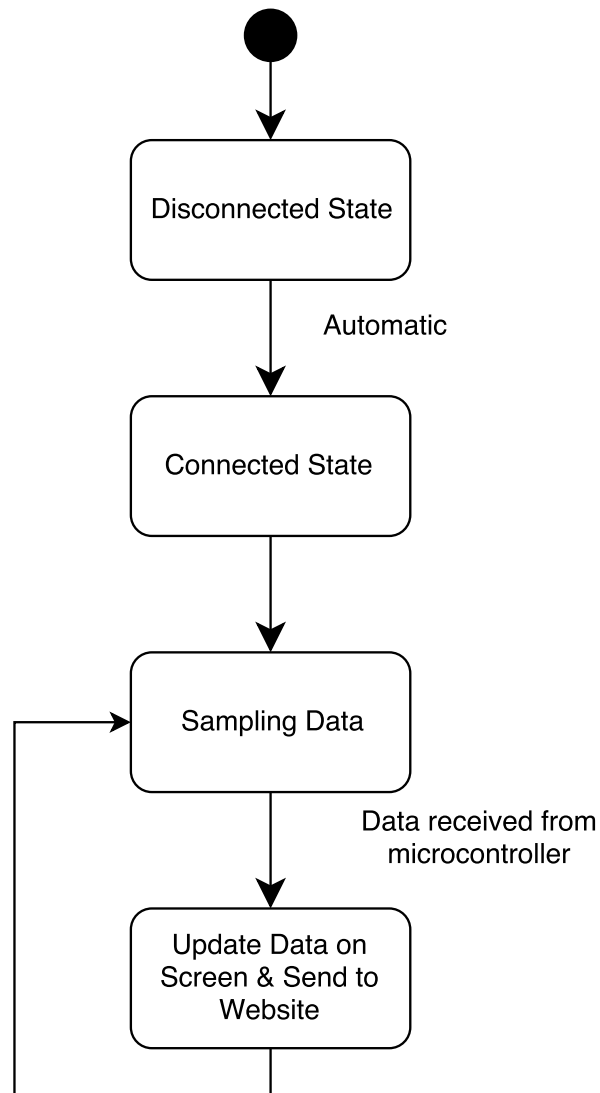 Disconnected State
Automatic
Connected State
Sampling Data
Data received from
microcontroller
Update Data on
Screen & Send to
Website